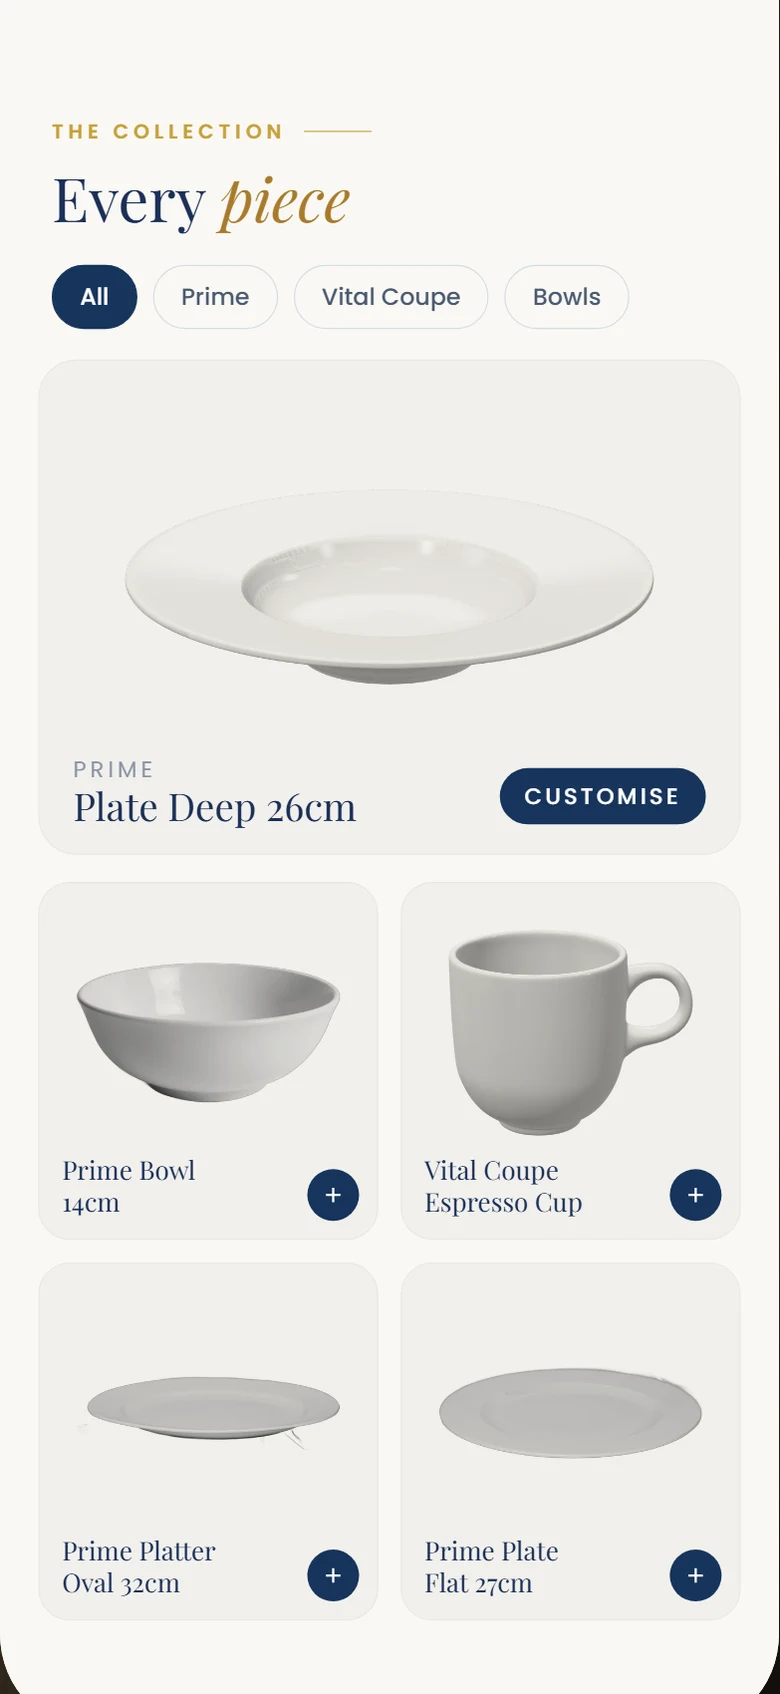 THE COLLECTION
Every piece
All Prime Vital Coupe Bowls
PRIME
Plate Deep 26cm
CUSTOMISE
Prime Bowl
14cm
+
Vital Coupe
Espresso Cup
+
Prime Platter
Oval 32cm
+
Prime Plate
Flat 27cm
+